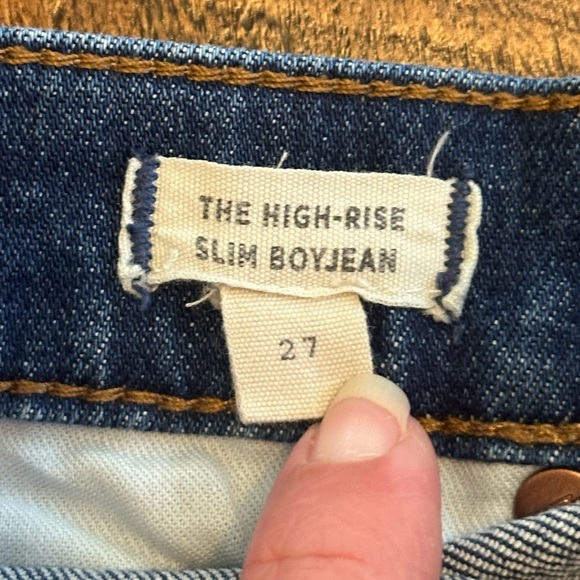 THE HIGH-RISE
SLIM BOYJEAN
27